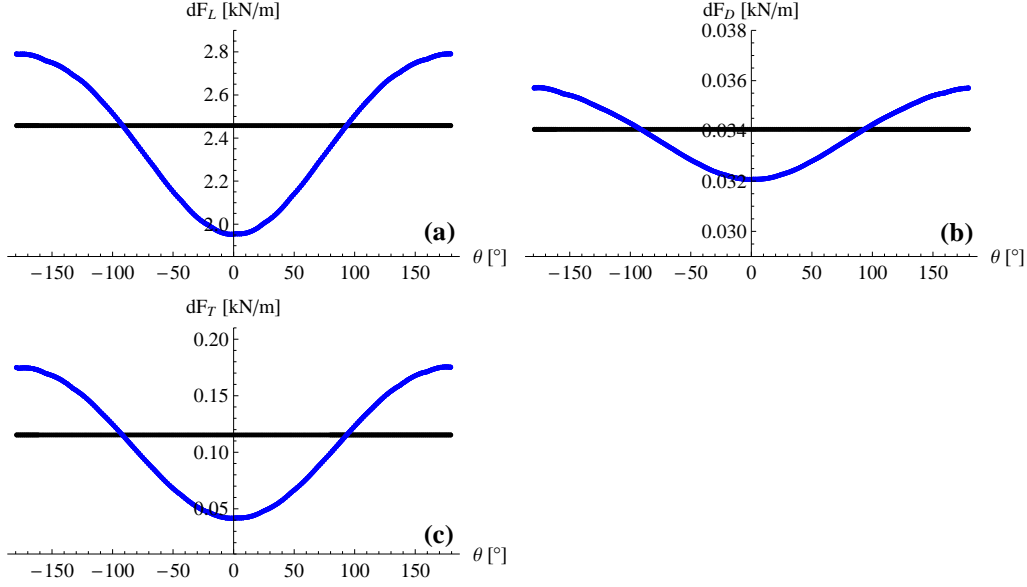 dF_L [kN/m]
2.8
2.6
2.4
2.2
2.0
(a)
−150 −100 −50 0 50 100 150 θ [°]
dF_D [kN/m]
0.038
0.036
0.034
0.032
0.030
(b)
−150 −100 −50 0 50 100 150 θ [°]
dF_T [kN/m]
0.20
0.15
0.10
0.05
(c)
−150 −100 −50 0 50 100 150 θ [°]